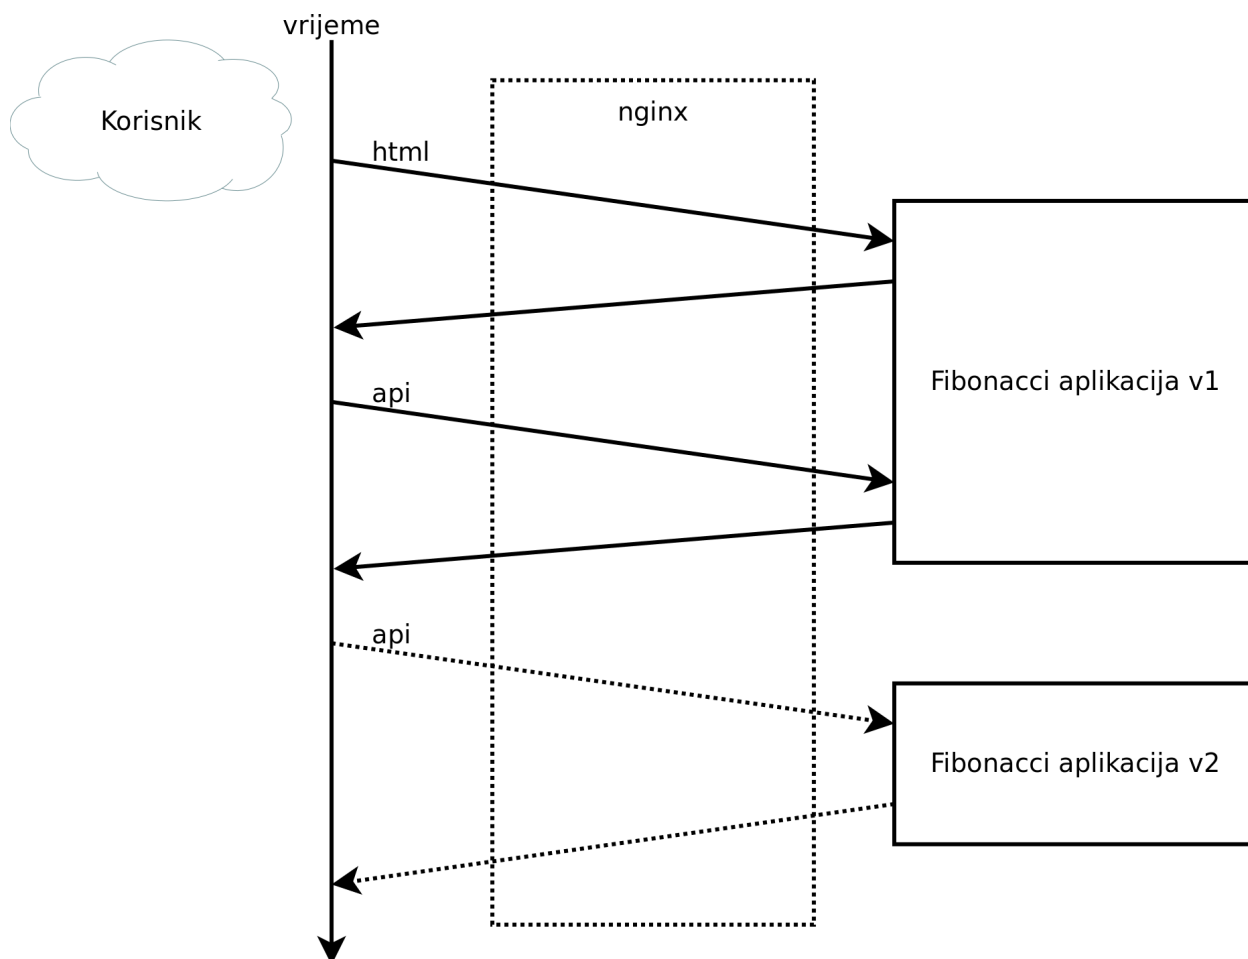 vrijeme
Korisnik
nginx
html
Fibonacci aplikacija v1
api
api
Fibonacci aplikacija v2